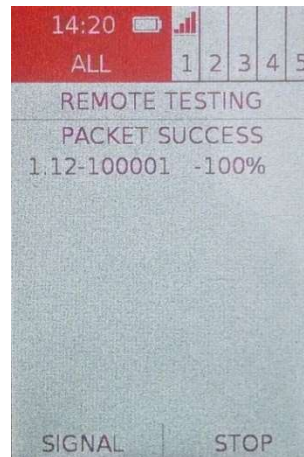 14:20
ALL 1 2 3 4 5
REMOTE TESTING
PACKET SUCCESS
1.12-100001 -100%
SIGNAL STOP